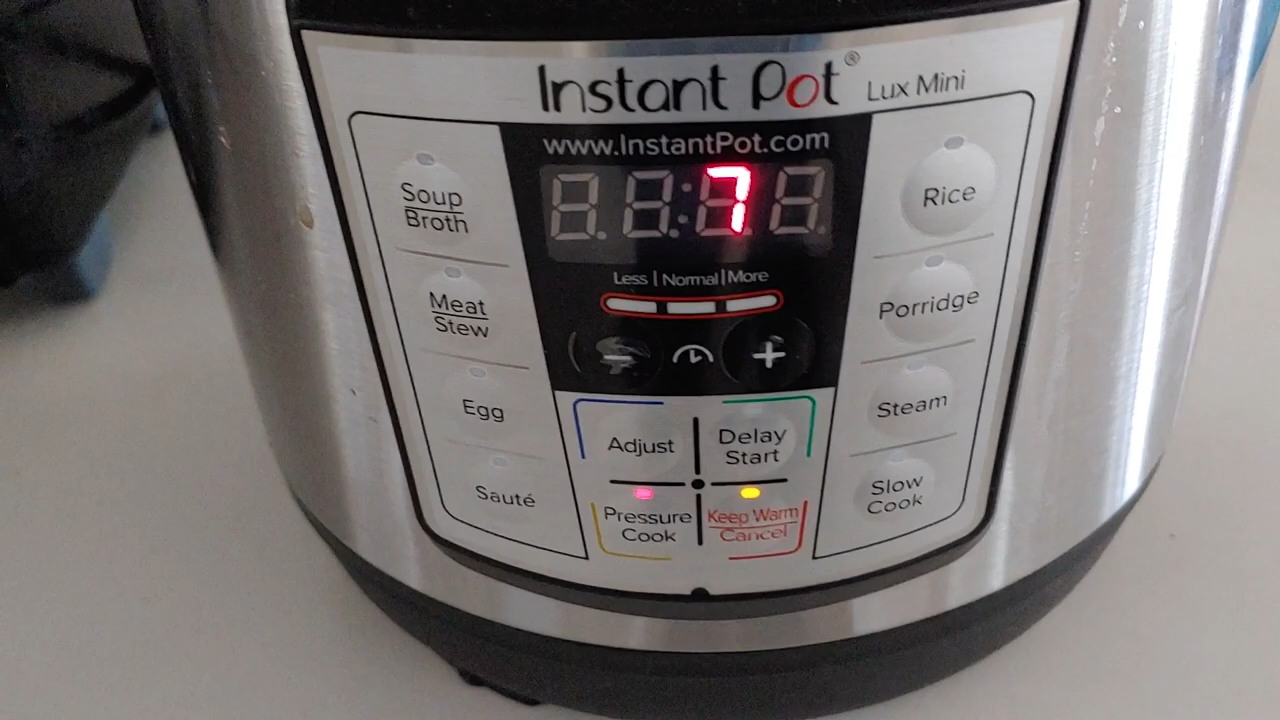 Instant Pot® Lux Mini
www.InstantPot.com
7
Less | Normal | More
− +
Soup
Broth
Meat
Stew
Egg
Sauté
Adjust
Delay
Start
Pressure
Cook
Keep Warm
Cancel
Rice
Porridge
Steam
Slow
Cook